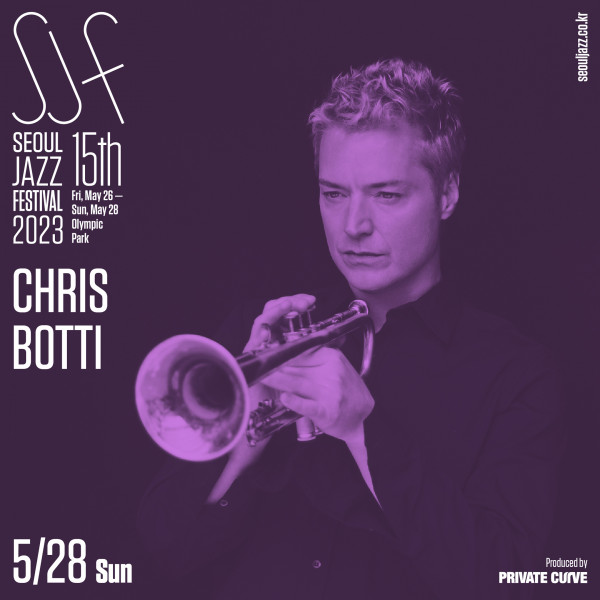 SJF
SEOUL
JAZZ
FESTIVAL
2023
15th
Fri, May 26 —
Sun, May 28
Olympic
Park
CHRIS
BOTTI
5/28 Sun
seouljazz.co.kr
Produced by
PRIVATE CURVE